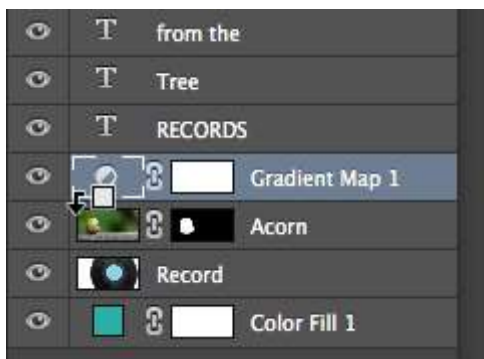 T from the
T Tree
T RECORDS
Gradient Map 1
Acorn
Record
Color Fill 1